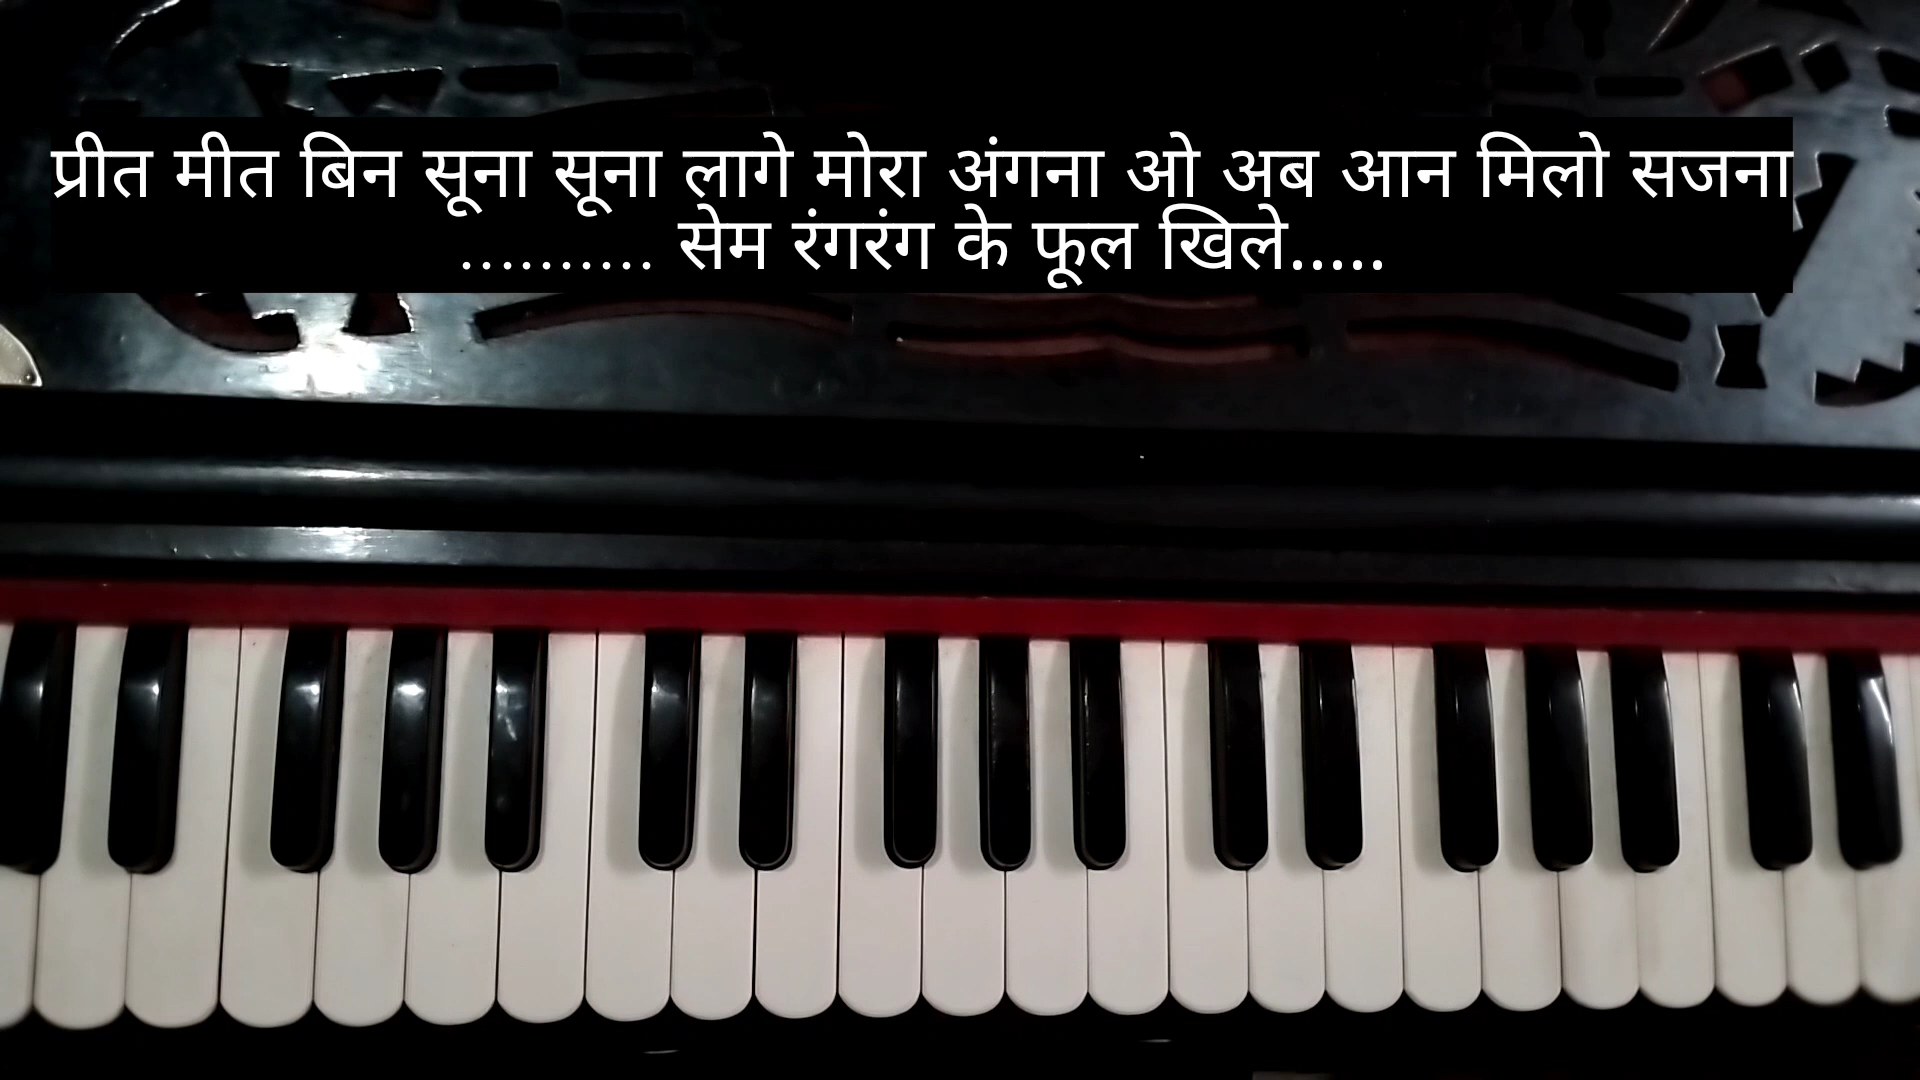 प्रीत मीत बिन सूना सूना लागे मोरा अंगना ओ अब आन मिलो सजना
.......... सेम रंगरंग के फूल खिले.....